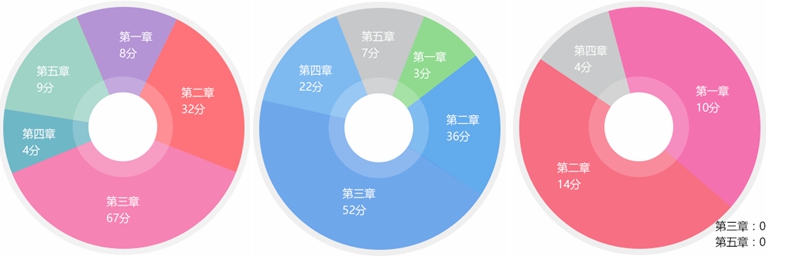 第一章
8分
第二章
32分
第三章
67分
第四章
4分
第五章
9分
第一章
3分
第二章
36分
第三章
52分
第四章
22分
第五章
7分
第一章
10分
第二章
14分
第四章
4分
第三章：0
第五章：0